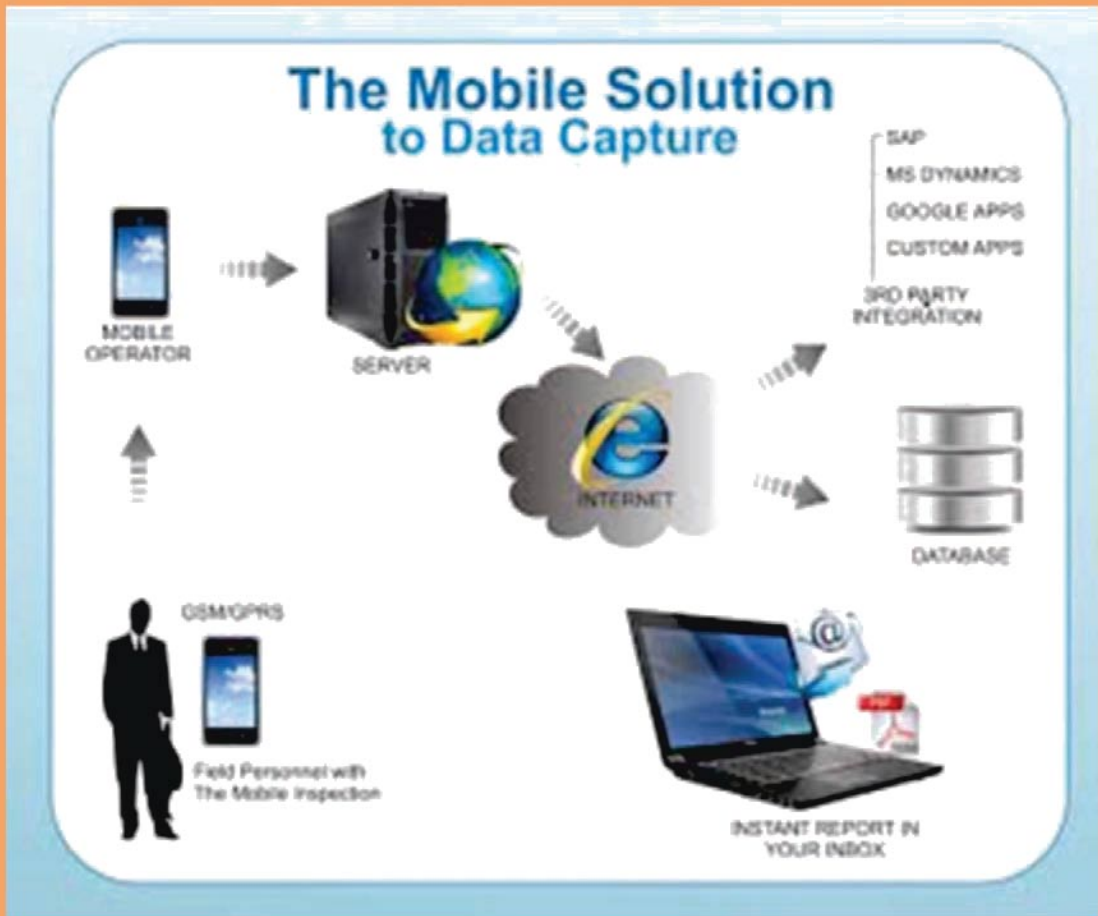 The Mobile Solution
to Data Capture
SAP
MS DYNAMICS
GOOGLE APPS
CUSTOM APPS
3RD PARTY
INTEGRATION
MOBILE
OPERATOR
SERVER
INTERNET
DATABASE
GSM/GPRS
Field Personnel with
The Mobile Inspection
@
PDF
INSTANT REPORT IN
YOUR INBOX